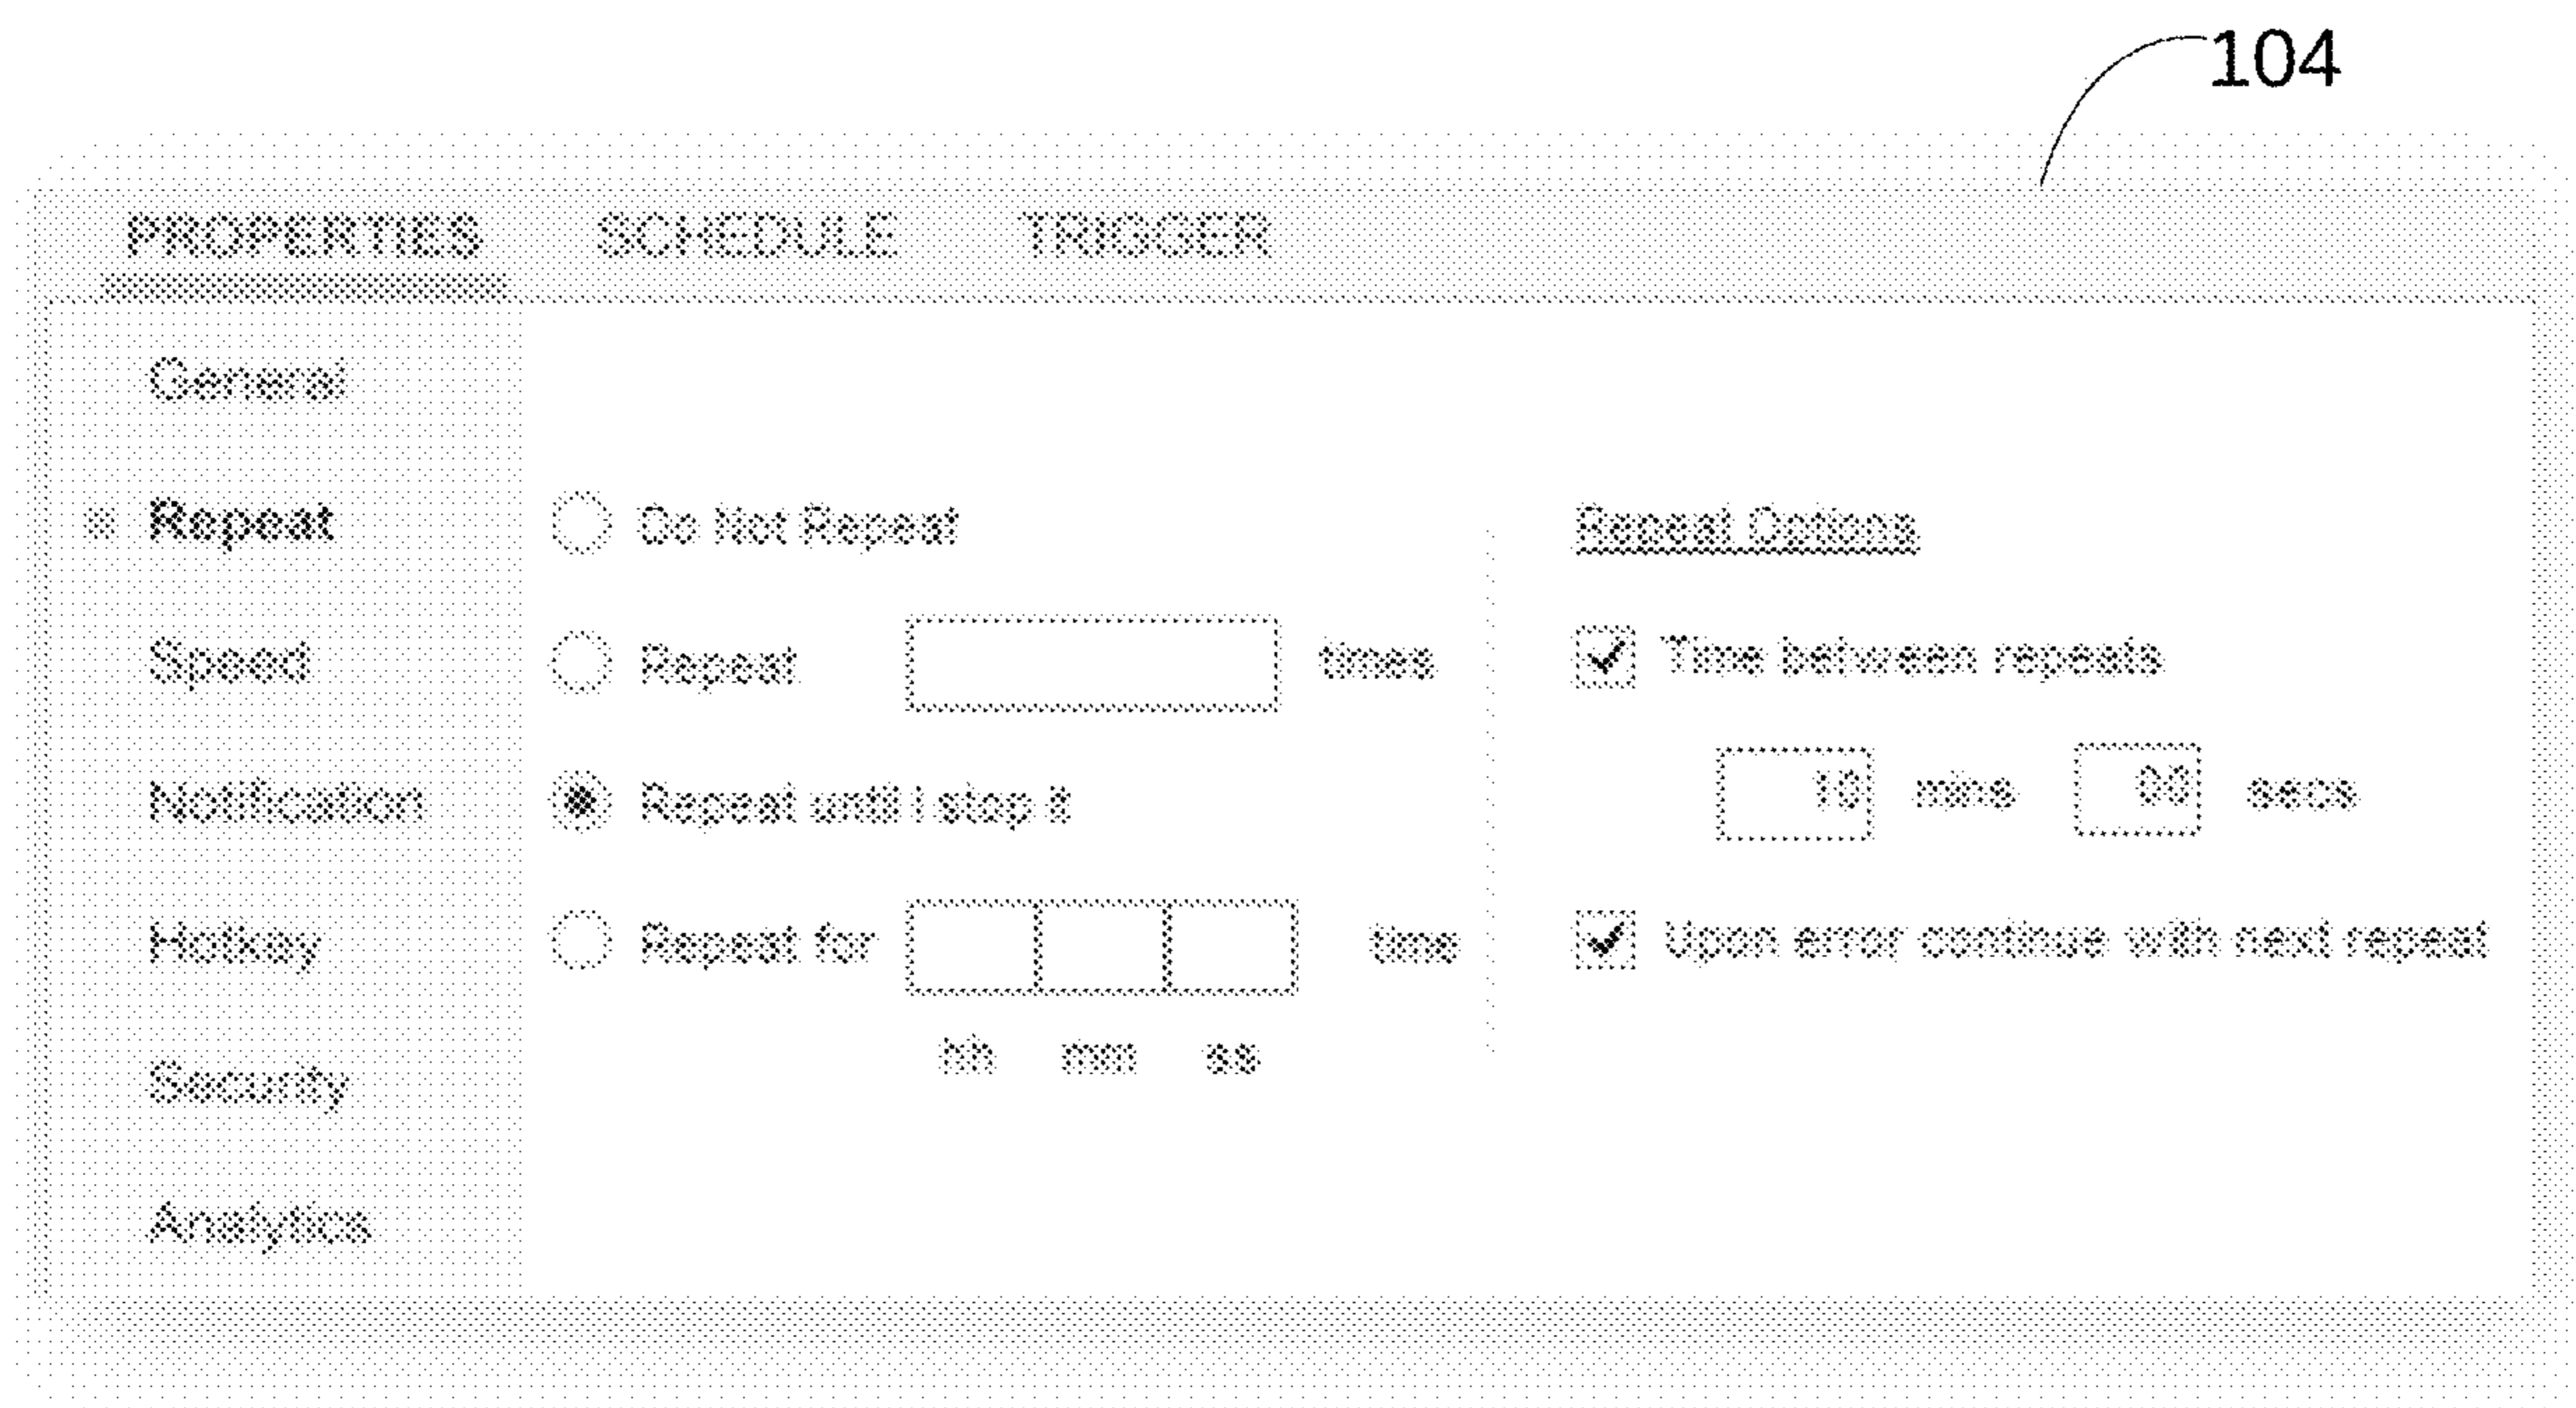 104
PROPERTIES SCHEDULE TRIGGER
General
Repeat Do Not Repeat Repeat Options
Speed Repeat times Time between repeats
Notification Repeat until I stop it 10 mins 00 secs
Hotkey Repeat for time Upon error continue with next repeat
hh mm ss
Security
Analytics